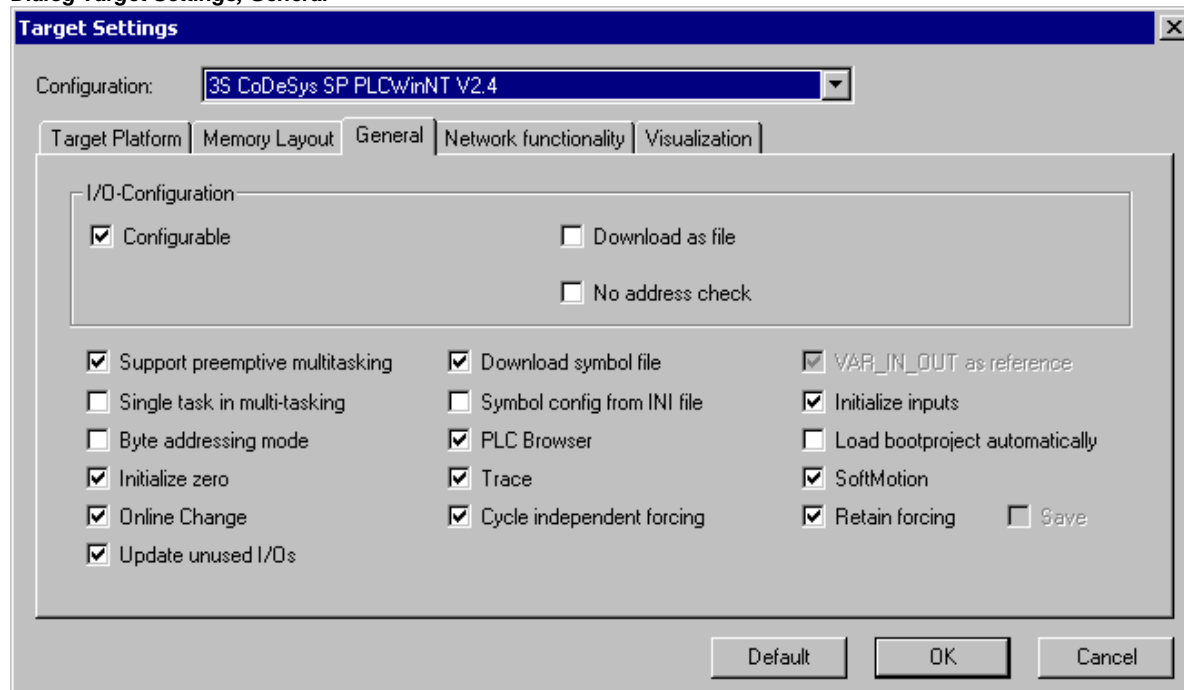 Dialog Target Settings, General
Target Settings
Configuration: 3S CoDeSys SP PLCWinNT V2.4
Target Platform Memory Layout General Network functionality Visualization
I/O-Configuration
Configurable Download as file
No address check
Support preemptive multitasking Download symbol file VAR_IN_OUT as reference
Single task in multi-tasking Symbol config from INI file Initialize inputs
Byte addressing mode PLC Browser Load bootproject automatically
Initialize zero Trace SoftMotion
Online Change Cycle independent forcing Retain forcing Save
Update unused I/Os
Default OK Cancel